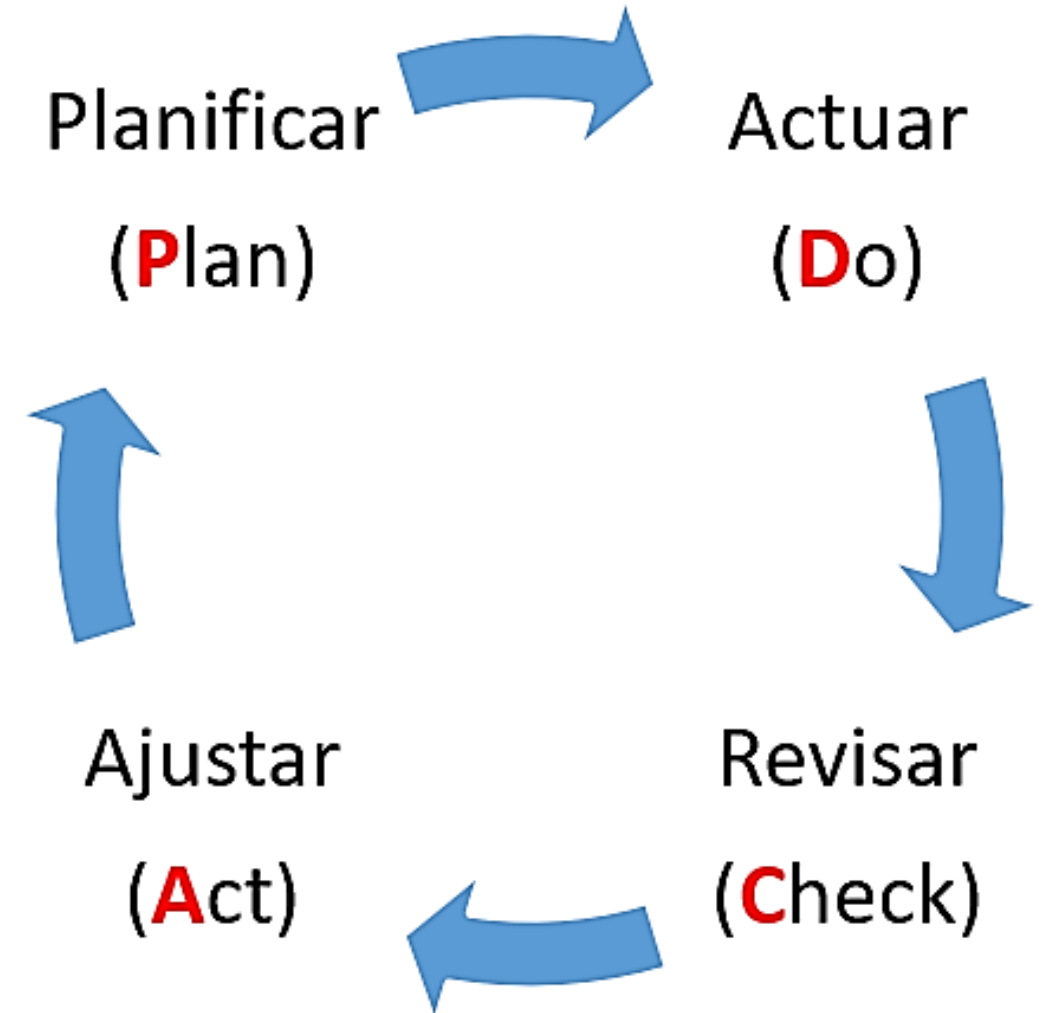 Planificar
(Plan)
Actuar
(Do)
Revisar
(Check)
Ajustar
(Act)